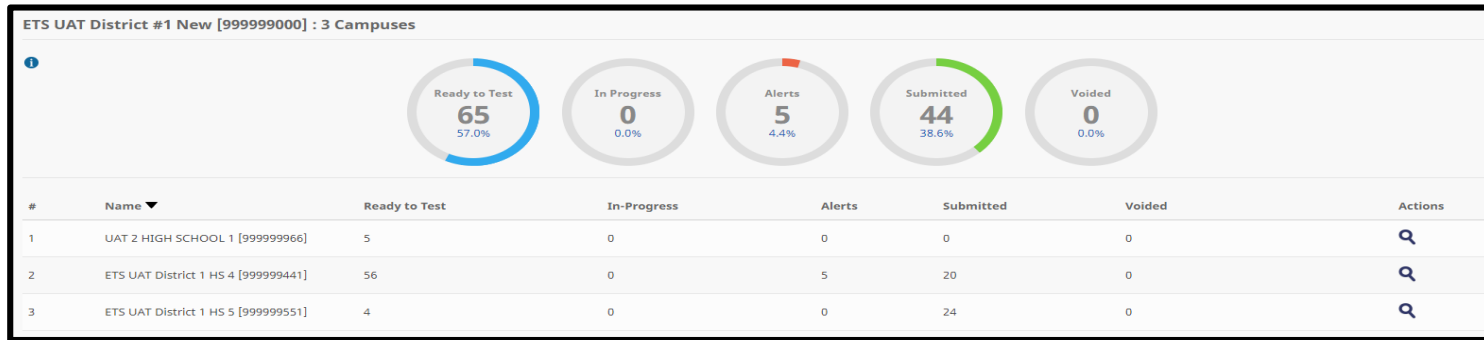 ETS UAT District #1 New [999999000] : 3 Campuses
i
Ready to Test In Progress Alerts Submitted Voided
65 0 5 44 0
57.0% 0.0% 4.4% 38.6% 0.0%
# Name Ready to Test In-Progress Alerts Submitted Voided Actions
1 UAT 2 HIGH SCHOOL 1 [999999966] 5 0 0 0 0
2 ETS UAT District 1 HS 4 [999999441] 56 0 5 20 0
3 ETS UAT District 1 HS 5 [999999551] 4 0 0 24 0